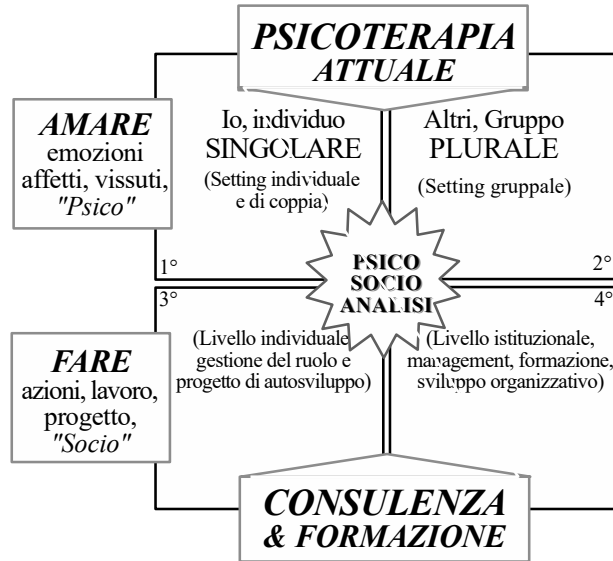 PSICOTERAPIA
ATTUALE
AMARE
emozioni
affetti, vissuti,
"Psico"
Io, individuo
SINGOLARE
(Setting individuale
e di coppia)
Altri, Gruppo
PLURALE
(Setting gruppale)
1°
2°
PSICO
SOCIO
ANALISI
3°
4°
FARE
azioni, lavoro,
progetto,
"Socio"
(Livello individuale,
gestione del ruolo e
progetto di autosviluppo)
(Livello istituzionale,
management, formazione,
sviluppo organizzativo)
CONSULENZA
& FORMAZIONE